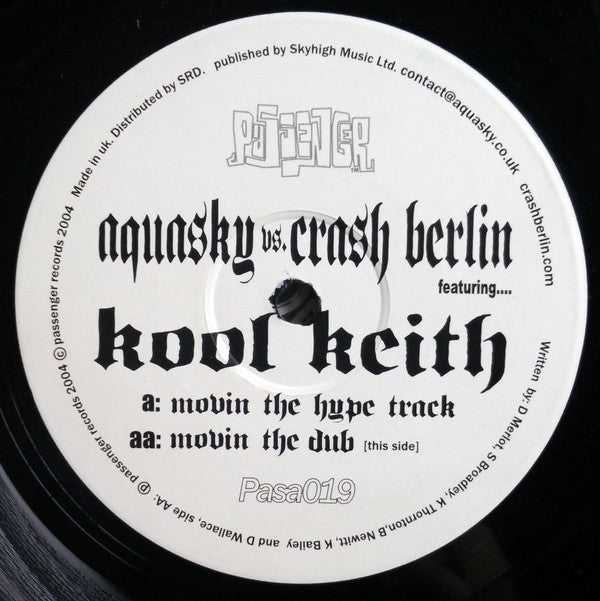 PASSENGER
TM
aquasky vs. crash berlin
featuring....
kool keith
a: movin the hype track
aa: movin the dub [this side]
Pasa019
℗ passenger records 2004 © passenger records 2004 Made in uk. Distributed by SRD. published by Skyhigh Music Ltd. contact@aquasky.co.uk crashberlin.com
Written by: D Merlot, S Broadley, K Thornton,B Newitt, K Bailey and D Wallace, side AA: